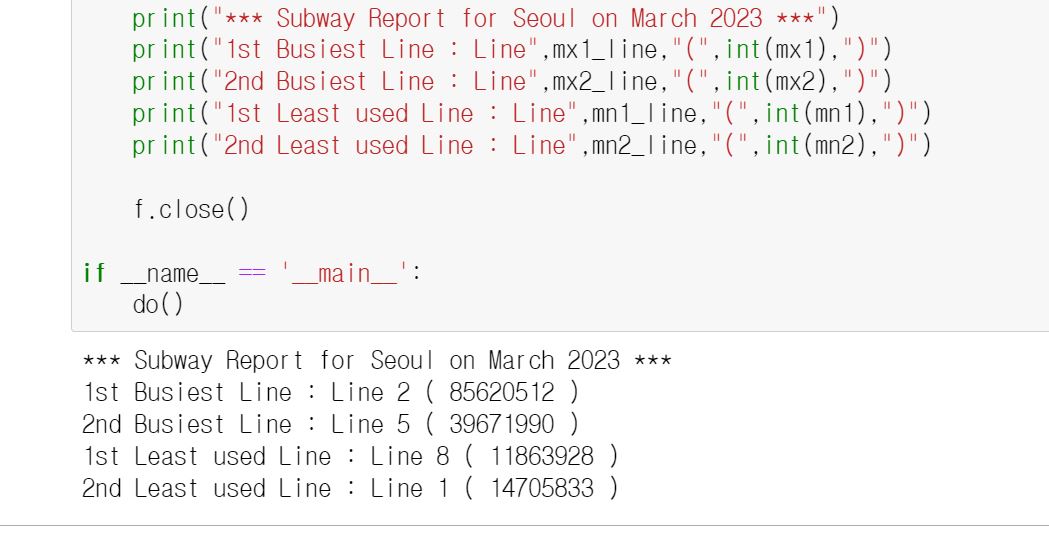 print("*** Subway Report for Seoul on March 2023 ***")
print("1st Busiest Line : Line",mx1_line,"(",int(mx1),")")
print("2nd Busiest Line : Line",mx2_line,"(",int(mx2),")")
print("1st Least used Line : Line",mn1_line,"(",int(mn1),")")
print("2nd Least used Line : Line",mn2_line,"(",int(mn2),")")
f.close()
if __name__ == '__main__':
do()
*** Subway Report for Seoul on March 2023 ***
1st Busiest Line : Line 2 ( 85620512 )
2nd Busiest Line : Line 5 ( 39671990 )
1st Least used Line : Line 8 ( 11863928 )
2nd Least used Line : Line 1 ( 14705833 )